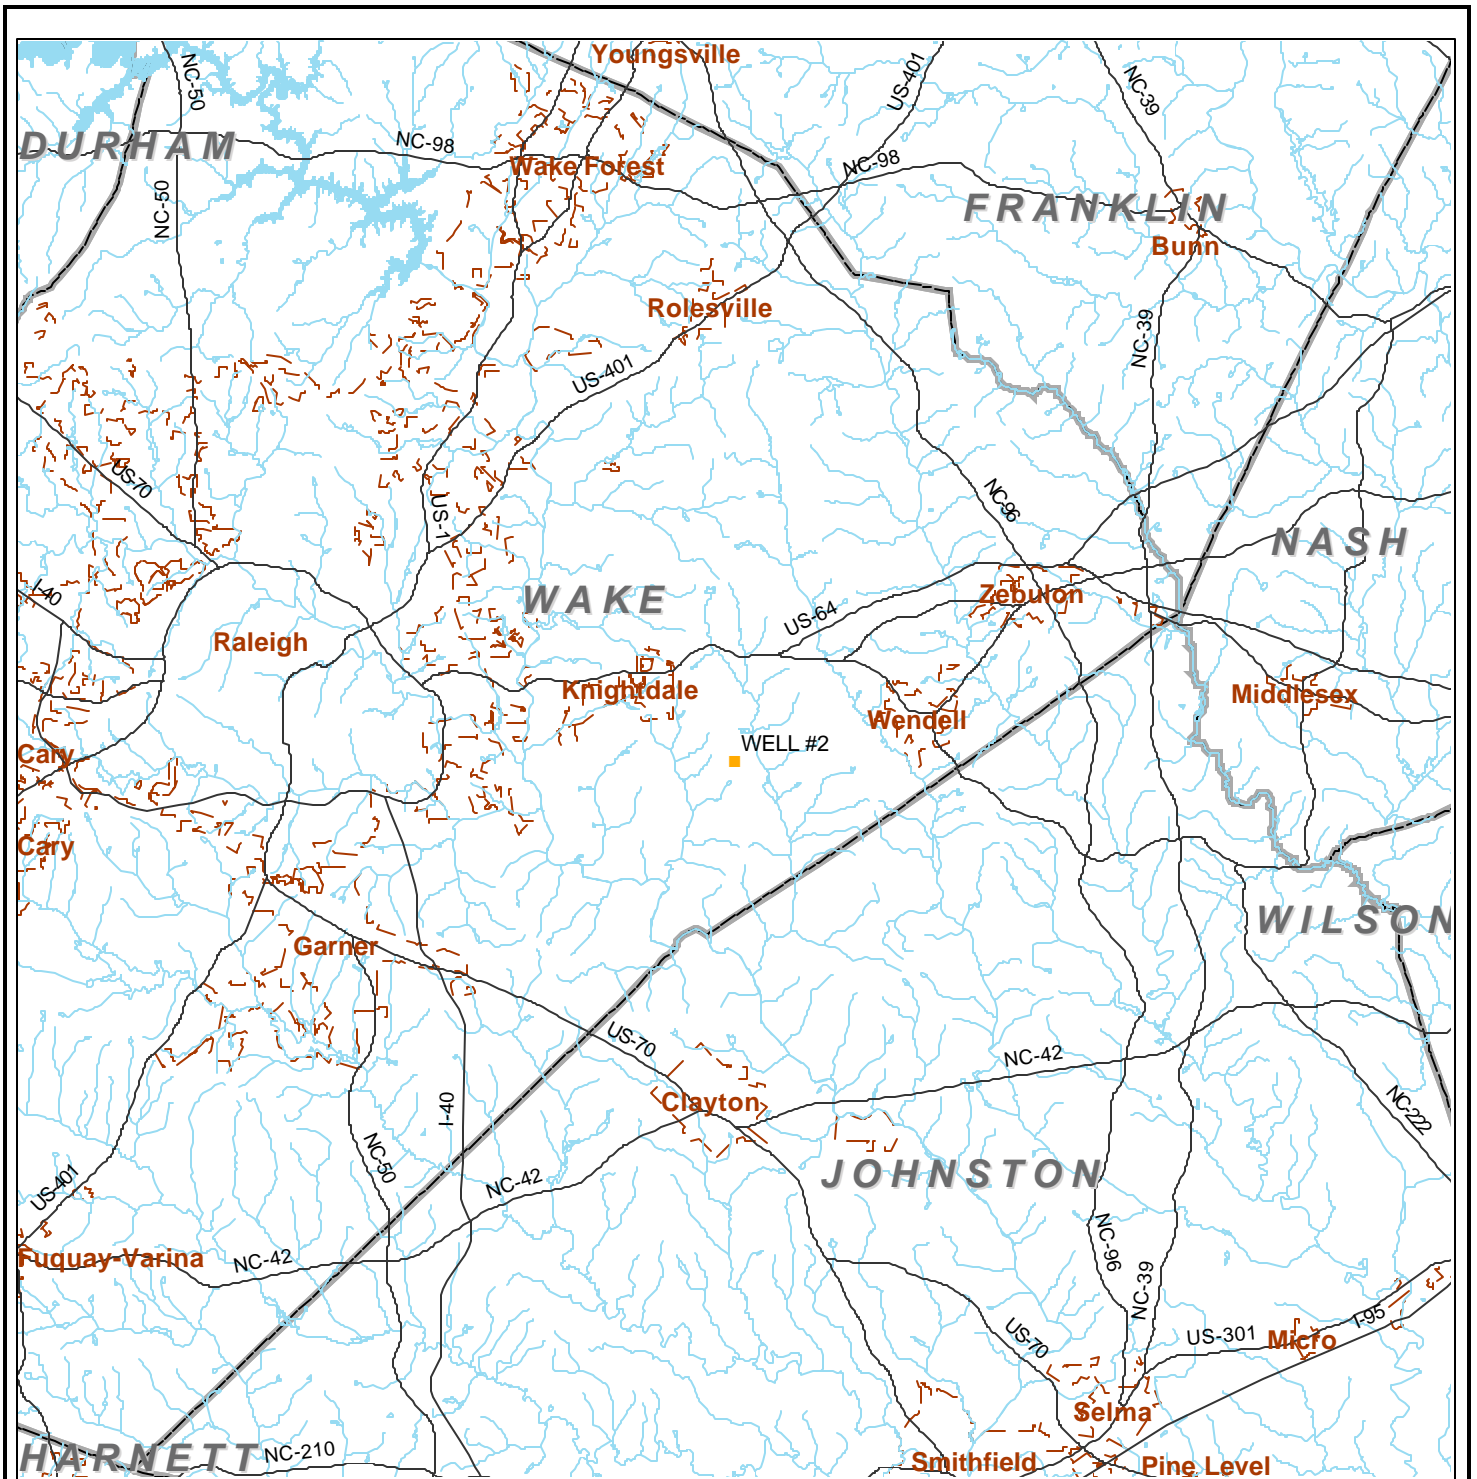 Youngsville
NC-50
US-401
NC-39
DURHAM
NC-98
Wake Forest
NC-98
NC-50
FRANKLIN
Bunn
Rolesville
NC-39
US-401
US-70
US-1
NC-96
NASH
I-40
WAKE
Zebulon
US-64
Raleigh
Knightdale
Middlesex
Wendell
WELL #2
Cary
Cary
WILSON
Garner
US-70
NC-42
Clayton
I-40
NC-222
NC-50
JOHNSTON
NC-42
US-401
NC-96
Fuquay-Varina
NC-42
NC-39
I-95
US-70
US-301
Micro
Selma
HARNETT
NC-210
Smithfield
Pine Level